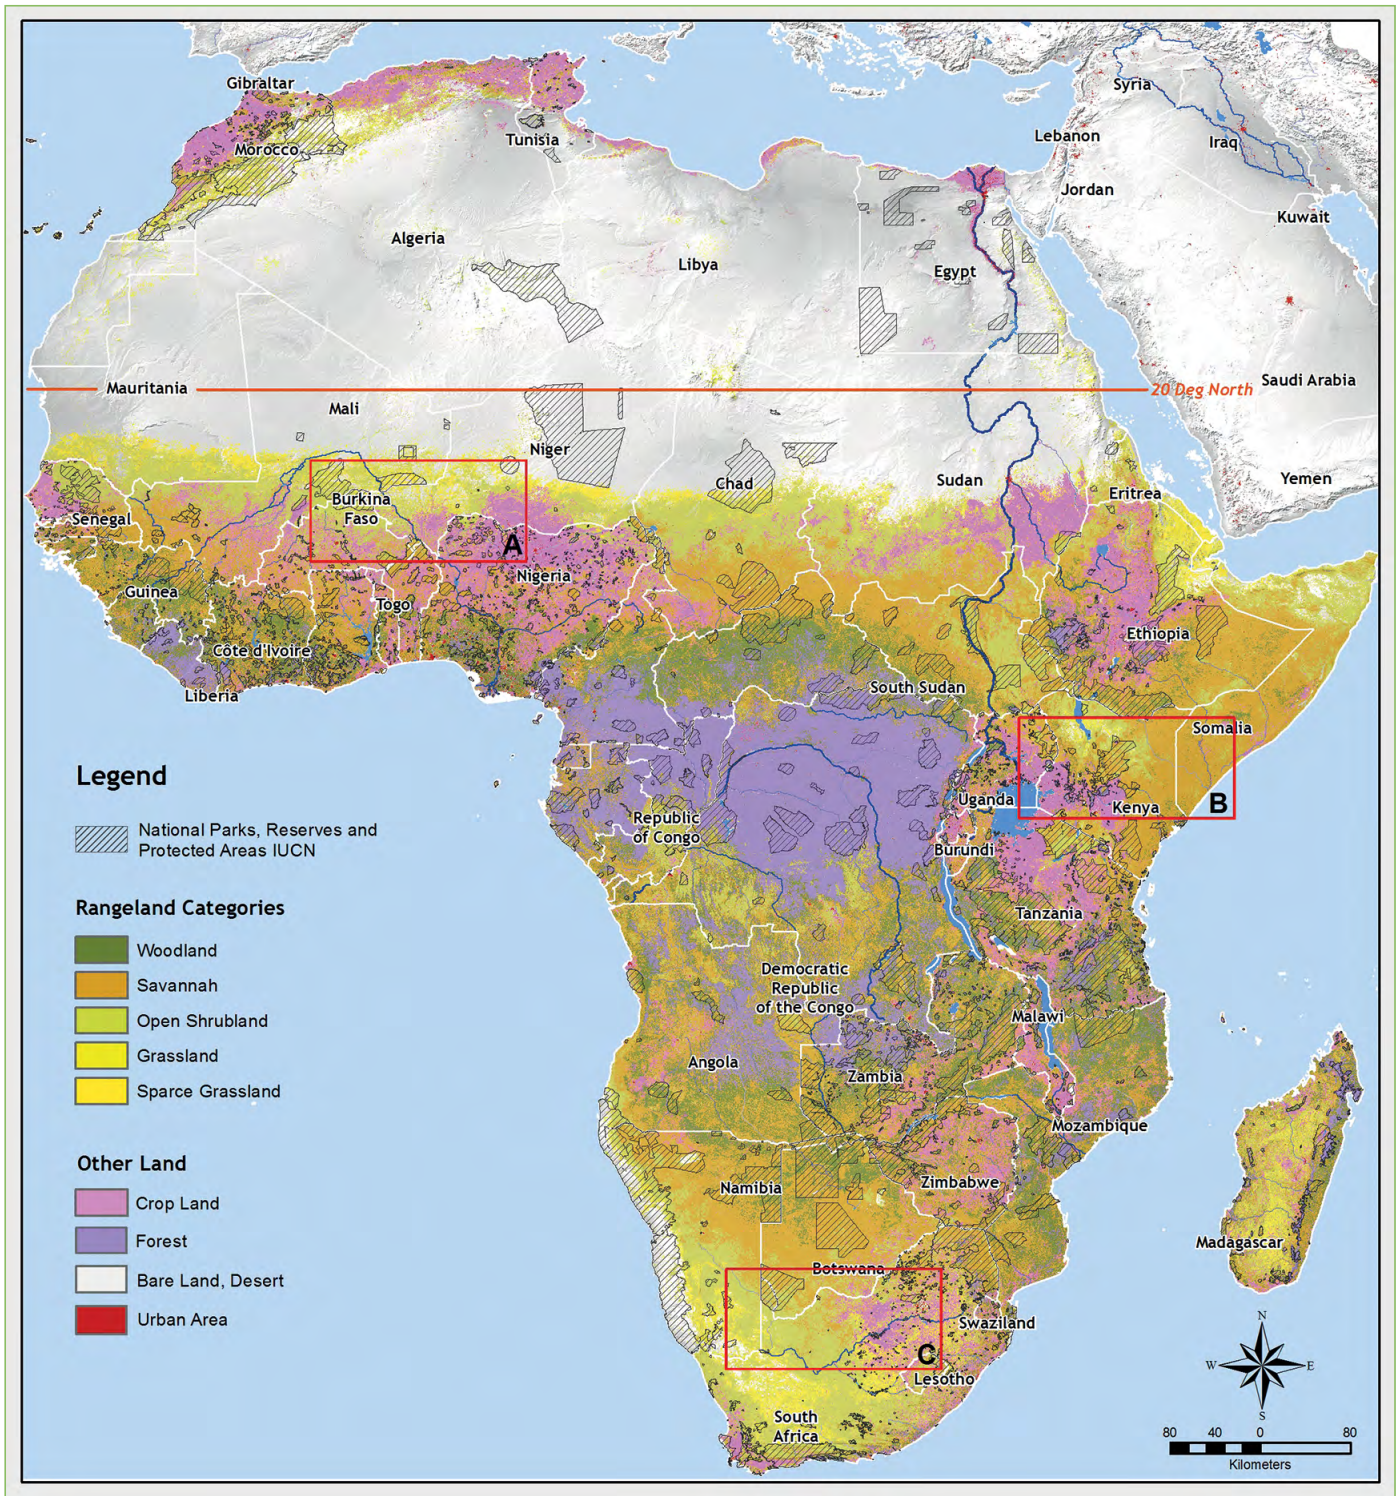 Gibraltar
Syria
Lebanon
Tunisia
Iraq
Morocco
Jordan
Kuwait
Algeria
Libya
Egypt
Saudi Arabia
Mauritania
20 Deg North
Mali
Niger
Chad
Sudan
Yemen
Eritrea
Burkina
Faso
Senegal
A
Nigeria
Guinea
Togo
Ethiopia
Côte d'Ivoire
South Sudan
Liberia
Somalia
Uganda
Kenya
B
Republic
of Congo
Burundi
Tanzania
Democratic
Republic
of the Congo
Malawi
Angola
Zambia
Mozambique
Namibia
Zimbabwe
Madagascar
Botswana
Swaziland
C
Lesotho
South
Africa
Legend
National Parks, Reserves and
Protected Areas IUCN
Rangeland Categories
Woodland
Savannah
Open Shrubland
Grassland
Sparce Grassland
Other Land
Crop Land
Forest
Bare Land, Desert
Urban Area
N
W
E
S
80 40 0 80
Kilometers